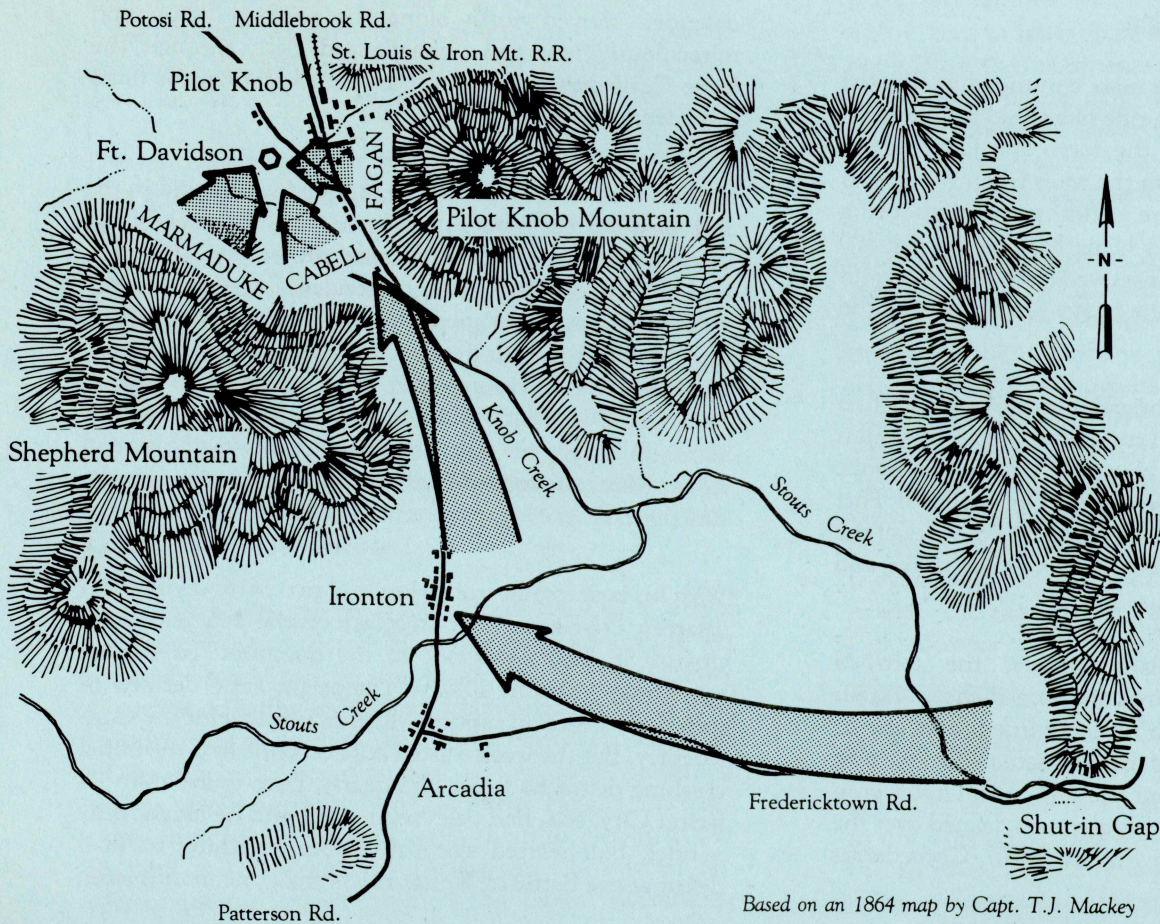 Potosi Rd.
Middlebrook Rd.
St. Louis & Iron Mt. R.R.
Pilot Knob
Ft. Davidson
FAGAN
MARMADUKE
CABELL
Pilot Knob Mountain
-N-
Shepherd Mountain
Knob Creek
Stouts Creek
Ironton
Stouts Creek
Arcadia
Fredericktown Rd.
Shut-in Gap
Patterson Rd.
Based on an 1864 map by Capt. T.J. Mackey